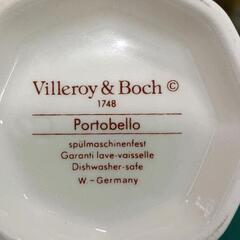 Villeroy & Boch ©
1748
Portobello
spülmaschinenfest
Garanti lave-vaisselle
Dishwasher-safe
W.-Germany